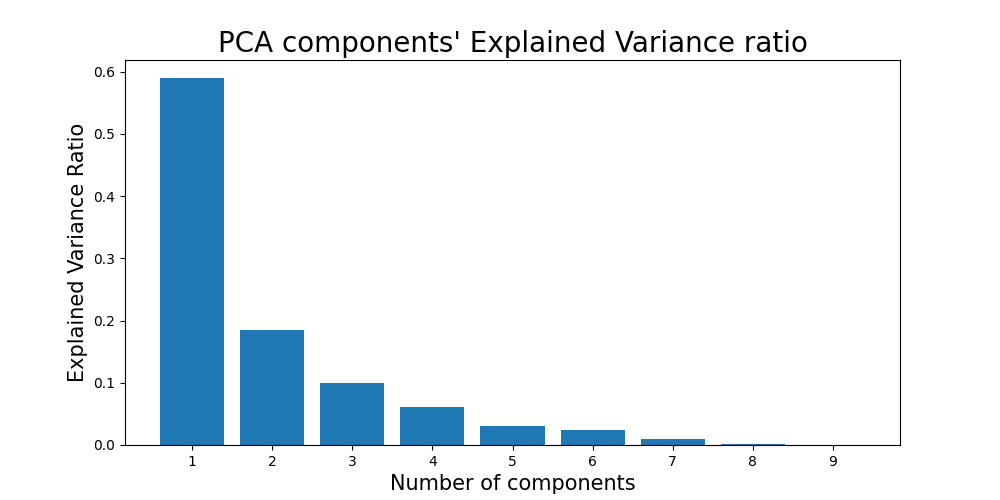 PCA components' Explained Variance ratio
Explained Variance Ratio
0.6
0.5
0.4
0.3
0.2
0.1
0.0
1 2 3 4 5 6 7 8 9
Number of components